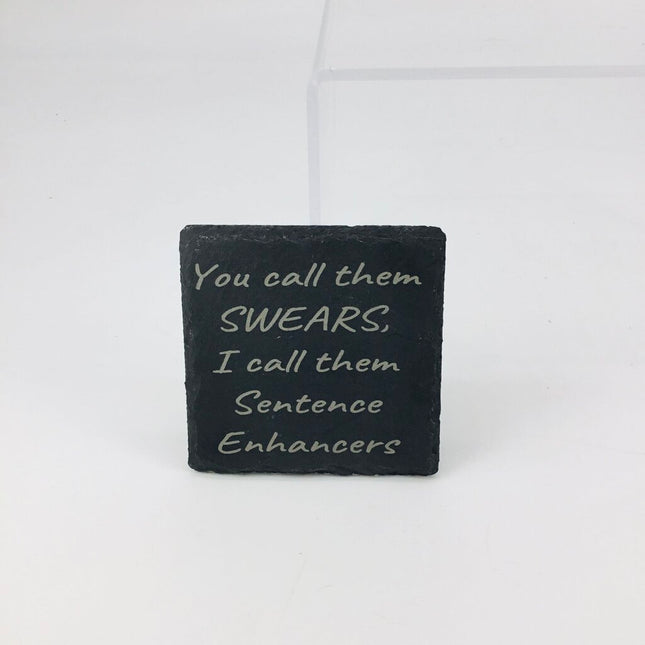 You call them
SWEARS,
I call them
Sentence
Enhancers